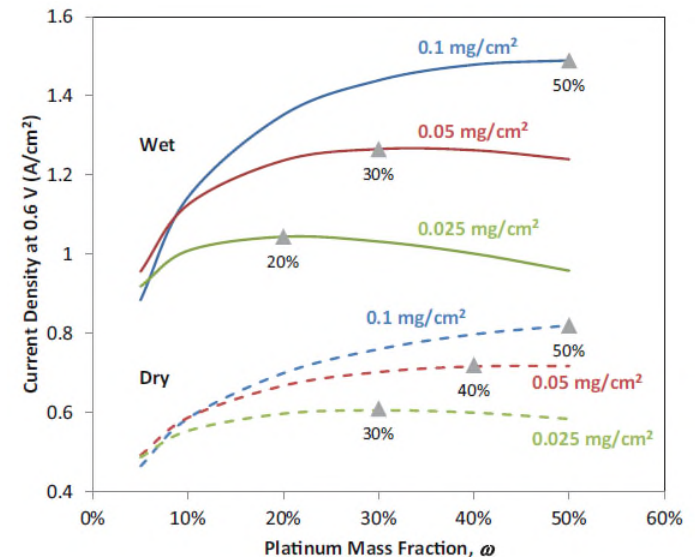 1.6
1.4
1.2
1
0.8
0.6
0.4
Current Density at 0.6 V (A/cm²)
0.1 mg/cm²
50%
Wet
0.05 mg/cm²
30%
0.025 mg/cm²
20%
0.1 mg/cm²
50%
Dry
0.05 mg/cm²
40%
30%
0.025 mg/cm²
0% 10% 20% 30% 40% 50% 60%
Platinum Mass Fraction, ω